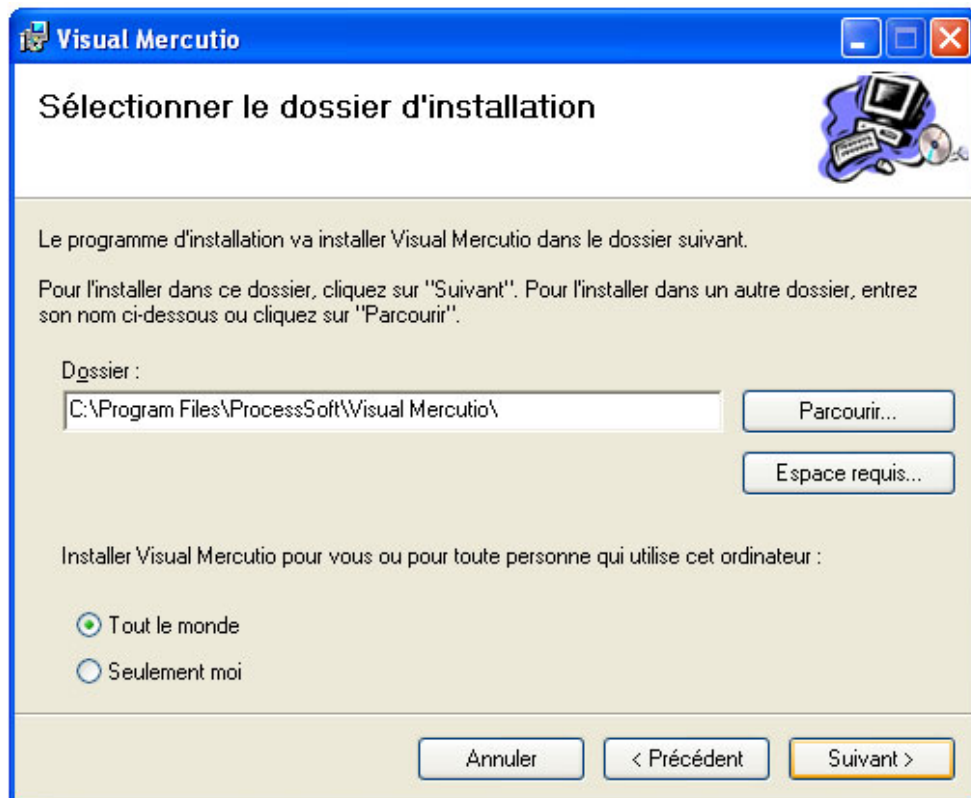 Visual Mercutio
Sélectionner le dossier d'installation
Le programme d'installation va installer Visual Mercutio dans le dossier suivant.
Pour l'installer dans ce dossier, cliquez sur "Suivant". Pour l'installer dans un autre dossier, entrez
son nom ci-dessous ou cliquez sur "Parcourir".
Dossier :
C:\Program Files\ProcessSoft\Visual Mercutio\
Parcourir...
Espace requis...
Installer Visual Mercutio pour vous ou pour toute personne qui utilise cet ordinateur :
Tout le monde
Seulement moi
Annuler
< Précédent
Suivant >